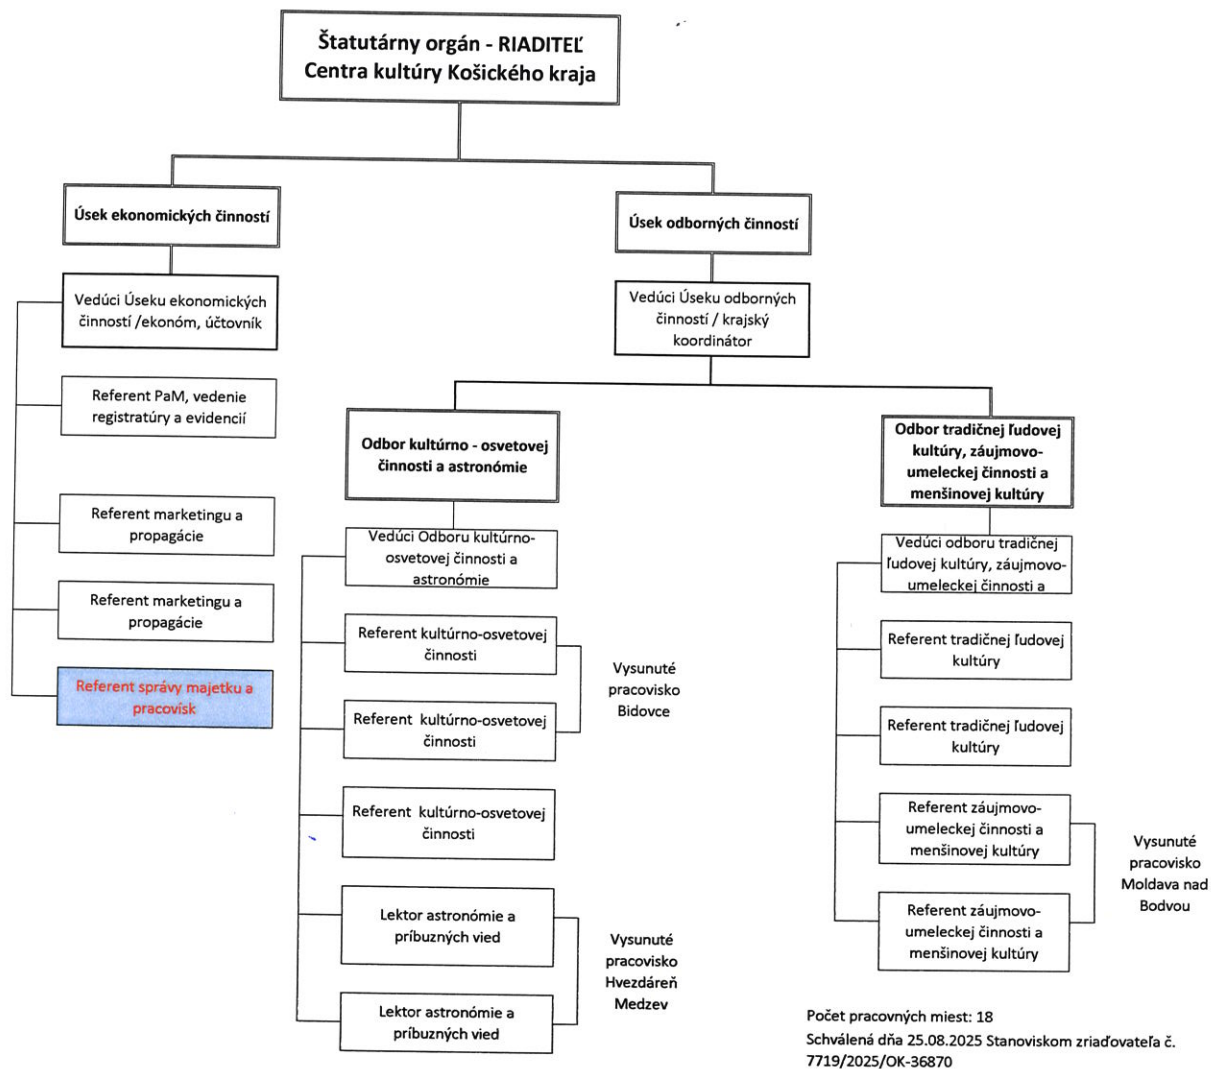 Štatutárny orgán - RIADITEĽ
Centra kultúry Košického kraja
Úsek ekonomických činností
Úsek odborných činností
Vedúci Úseku ekonomických
činností /ekonóm, účtovník
Vedúci Úseku odborných
činností / krajský
koordinátor
Referent PaM, vedenie
registratúry a evidencií
Referent marketingu a
propagácie
Referent marketingu a
propagácie
Referent správy majetku a
pracovísk
Odbor kultúrno - osvetovej
činnosti a astronómie
Vedúci Odboru kultúrno-
osvetovej činnosti a
astronómie
Referent kultúrno-osvetovej
činnosti
Referent kultúrno-osvetovej
činnosti
Vysunuté
pracovisko
Bidovce
Referent kultúrno-osvetovej
činnosti
Lektor astronómie a
príbuzných vied
Lektor astronómie a
príbuzných vied
Vysunuté
pracovisko
Hvezdáreň
Medzev
Odbor tradičnej ľudovej
kultúry, záujmovo-
umeleckej činnosti a
menšinovej kultúry
Vedúci odboru tradičnej
ľudovej kultúry, záujmovo-
umeleckej činnosti a
Referent tradičnej ľudovej
kultúry
Referent tradičnej ľudovej
kultúry
Referent záujmovo-
umeleckej činnosti a
menšinovej kultúry
Referent záujmovo-
umeleckej činnosti a
menšinovej kultúry
Vysunuté
pracovisko
Moldava nad
Bodvou
Počet pracovných miest: 18
Schválená dňa 25.08.2025 Stanoviskom zriaďovateľa č.
7719/2025/OK-36870